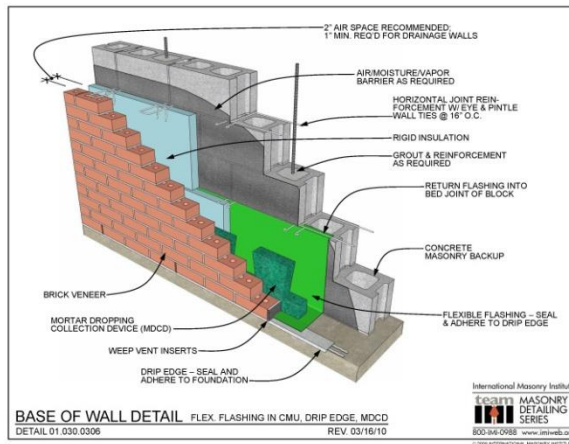 2" AIR SPACE RECOMMENDED;
1" MIN. REQ'D FOR DRAINAGE WALLS
AIR/MOISTURE/VAPOR
BARRIER AS REQUIRED
HORIZONTAL JOINT REIN-
FORCEMENT W/ EYE & PINTLE
WALL TIES @ 16" O.C.
RIGID INSULATION
GROUT & REINFORCEMENT
AS REQUIRED
RETURN FLASHING INTO
BED JOINT OF BLOCK
CONCRETE
MASONRY BACKUP
BRICK VENEER
MORTAR DROPPING
COLLECTION DEVICE (MDCD)
FLEXIBLE FLASHING – SEAL
& ADHERE TO DRIP EDGE
WEEP VENT INSERTS
DRIP EDGE – SEAL AND
ADHERE TO FOUNDATION
BASE OF WALL DETAIL FLEX. FLASHING IN CMU, DRIP EDGE, MDCD
DETAIL 01.030.0306 REV. 03/16/10
International Masonry Institu
team MASONRY
DETAILING
SERIES
800-IMI-0988 www.imiweb.o